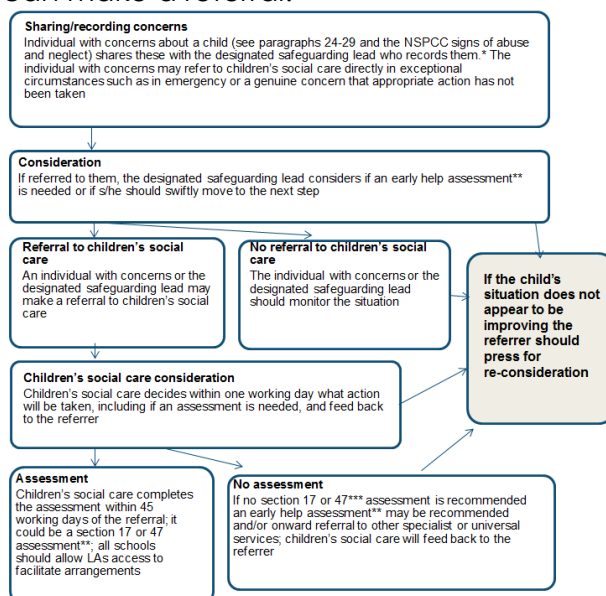 can make a referral.
Sharing/recording concerns
Individual with concerns about a child (see paragraphs 24-29 and the NSPCC signs of abuse
and neglect) shares these with the designated safeguarding lead who records them.* The
individual with concerns may refer to children's social care directly in exceptional
circumstances such as in emergency or a genuine concern that appropriate action has not
been taken
Consideration
If referred to them, the designated safeguarding lead considers if an early help assessment**
is needed or if s/he should swiftly move to the next step
Referral to children's social
care
An individual with concerns or the
designated safeguarding lead may
make a referral to children's social
care
No referral to children's social
care
The individual with concerns or the
designated safeguarding lead
should monitor the situation
If the child's
situation does not
appear to be
improving the
referrer should
press for
re-consideration
Children's social care consideration
Children's social care decides within one working day what action
will be taken, including if an assessment is needed, and feed back
to the referrer
Assessment
Children's social care completes
the assessment within 45
working days of the referral; it
could be a section 17 or 47
assessment**; all schools
should allow LAs access to
facilitate arrangements
No assessment
If no section 17 or 47*** assessment is recommended
an early help assessment** may be recommended
and/or onward referral to other specialist or universal
services; children's social care will feed back to the
referrer